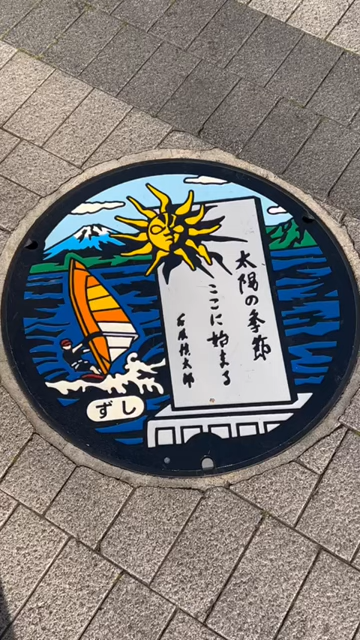 太陽の季節
ここに始まる
石原慎太郎
ずし